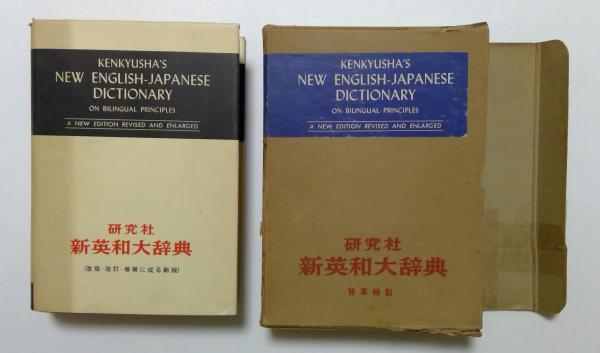 KENKYUSHA'S
NEW ENGLISH-JAPANESE
DICTIONARY
ON BILINGUAL PRINCIPLES
A NEW EDITION REVISED AND ENLARGED
研究社
新英和大辞典
(改版・改訂・増補に成る新版)
KENKYUSHA'S
NEW ENGLISH-JAPANESE
DICTIONARY
ON BILINGUAL PRINCIPLES
A NEW EDITION REVISED AND ENLARGED
研究社
新英和大辞典
背革特製